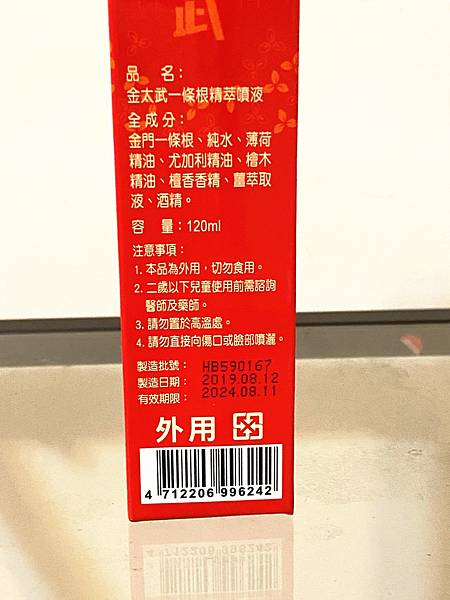 武
品 名：
金太武一條根精萃噴液
全成分：
金門一條根、純水、薄荷
精油、尤加利精油、檜木
精油、檀香香精、薑萃取
液、酒精。
容 量：120ml
注意事項：
1. 本品為外用，切勿食用。
2. 二歲以下兒童使用前需諮詢
醫師及藥師。
3. 請勿置於高溫處。
4. 請勿直接向傷口或臉部噴灑。
製造批號： HB590167
製造日期： 2019.08.12
有效期限： 2024.08.11
外用
4 712206 996242